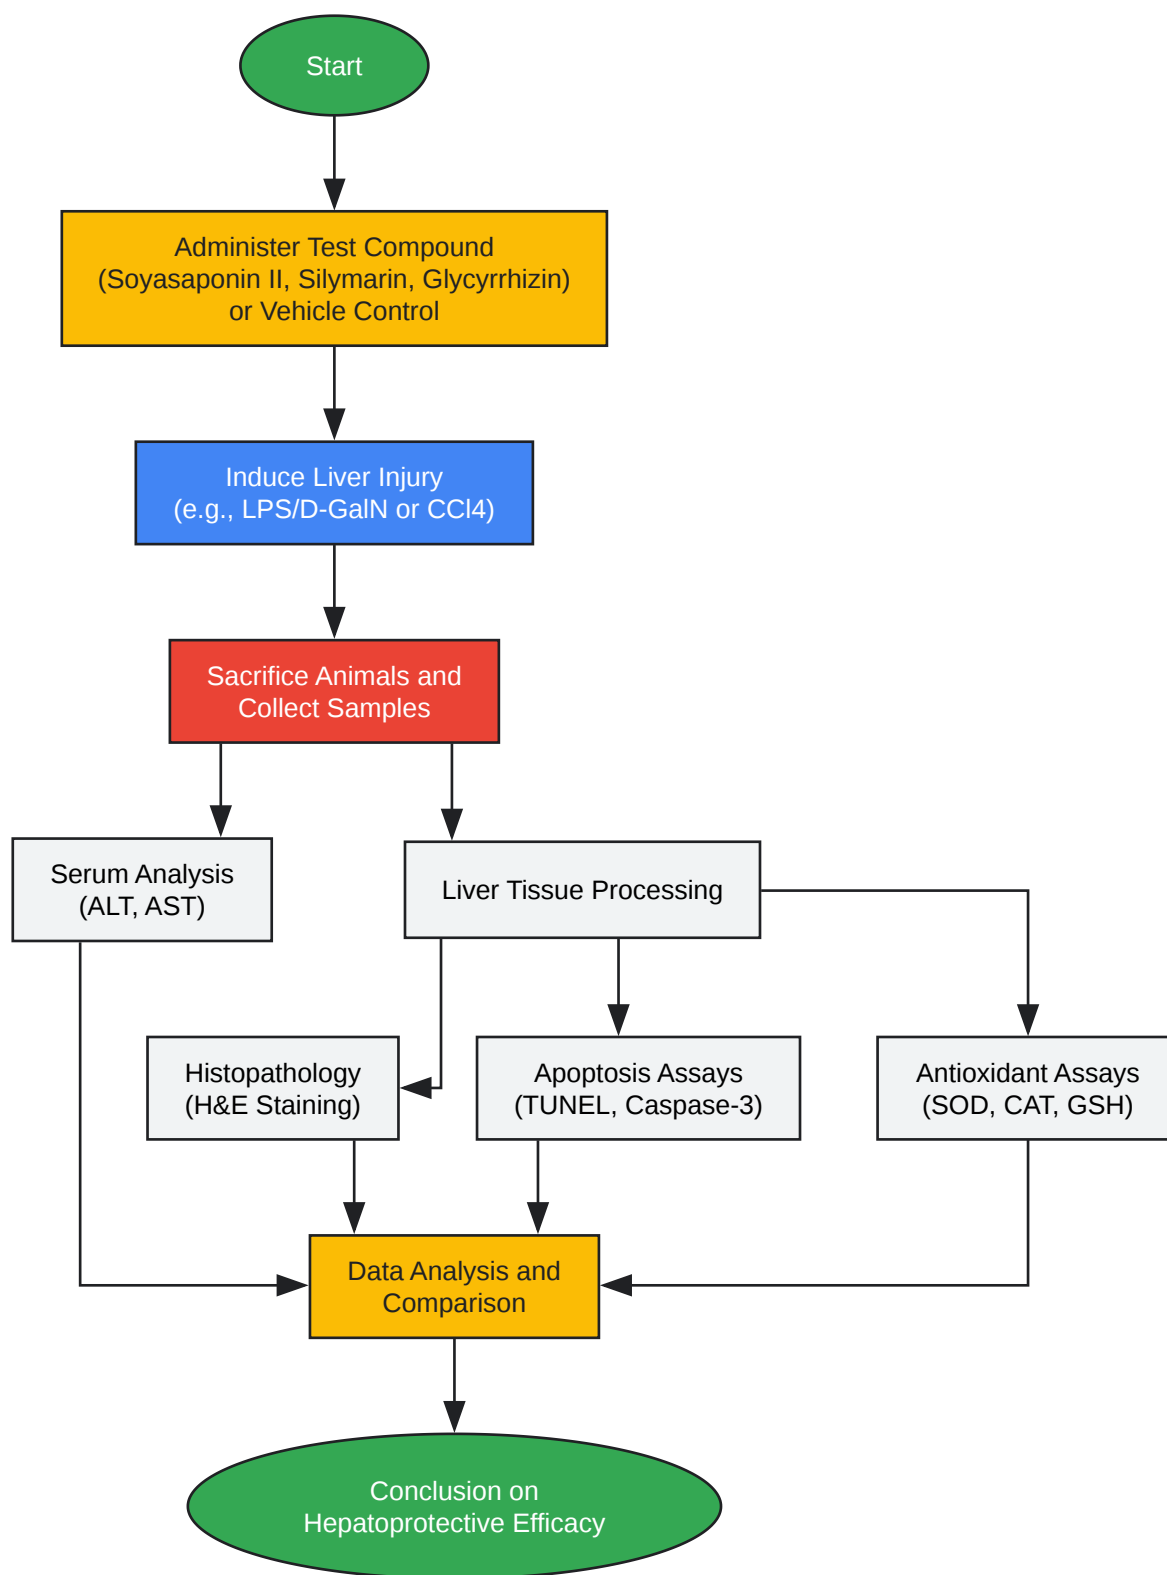 Start
Administer Test Compound
(Soyasaponin II, Silymarin, Glycyrrhizin)
or Vehicle Control
Induce Liver Injury
(e.g., LPS/D-GalN or CCl4)
Sacrifice Animals and
Collect Samples
Serum Analysis
(ALT, AST)
Liver Tissue Processing
Histopathology
(H&E Staining)
Apoptosis Assays
(TUNEL, Caspase-3)
Antioxidant Assays
(SOD, CAT, GSH)
Data Analysis and
Comparison
Conclusion on
Hepatoprotective Efficacy